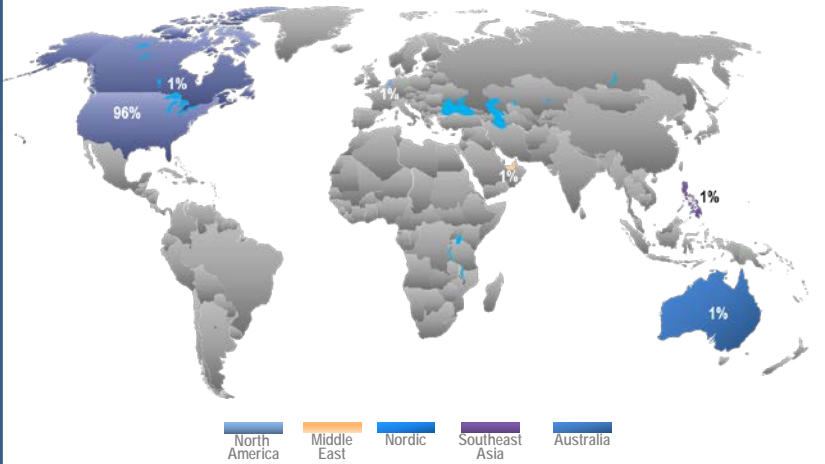 1%
96%
1%
1%
1%
1%
North
America
Middle
East
Nordic
Southeast
Asia
Australia